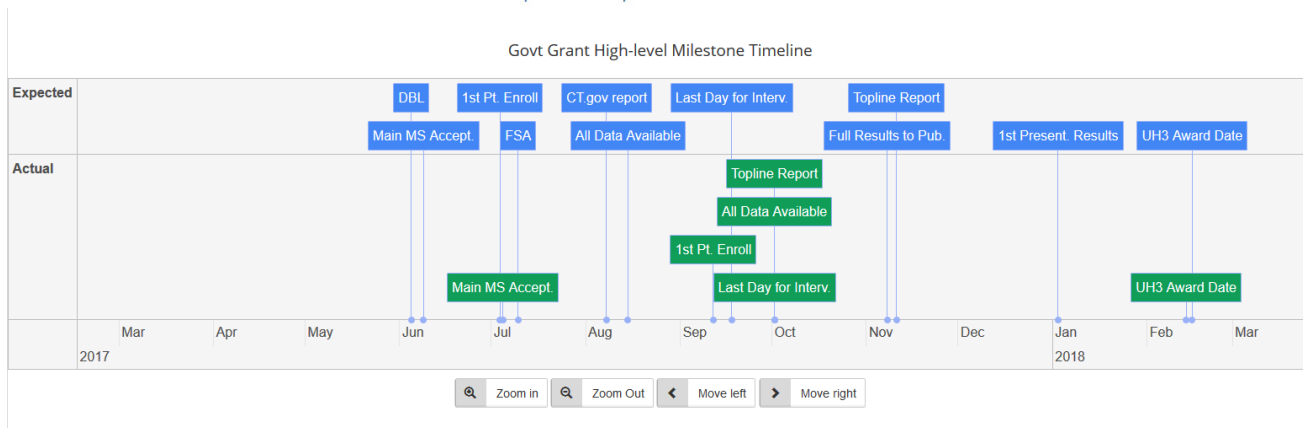 Govt Grant High-level Milestone Timeline
Expected
DBL
1st Pt. Enroll
CT.gov report
Last Day for Interv.
Topline Report
Main MS Accept.
FSA
All Data Available
Full Results to Pub.
1st Present. Results
UH3 Award Date
Actual
Topline Report
All Data Available
1st Pt. Enroll
Main MS Accept.
Last Day for Interv.
UH3 Award Date
Mar Apr May Jun Jul Aug Sep Oct Nov Dec Jan Feb Mar
2017 2018
Zoom in Zoom Out Move left Move right